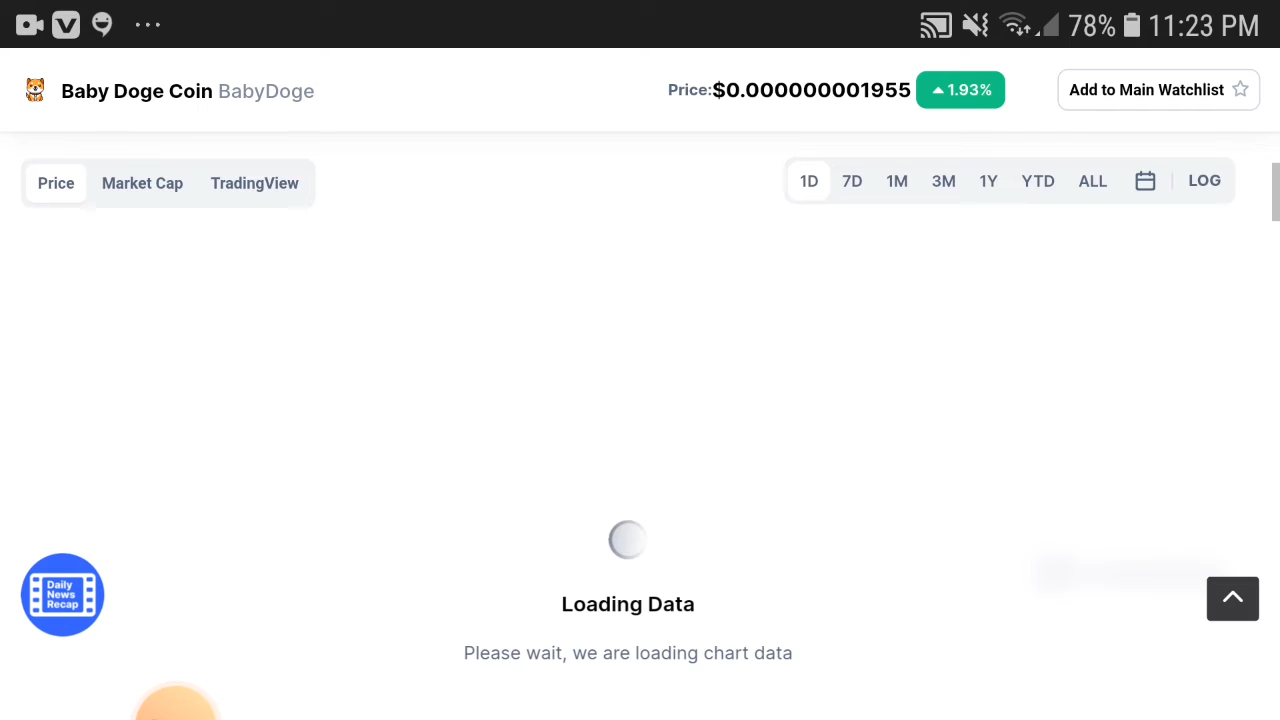 78% 11:23 PM
Baby Doge Coin BabyDoge Price:$0.000000001955 1.93% Add to Main Watchlist
Price Market Cap TradingView 1D 7D 1M 3M 1Y YTD ALL LOG
Daily
News
Recap
Loading Data
Please wait, we are loading chart data